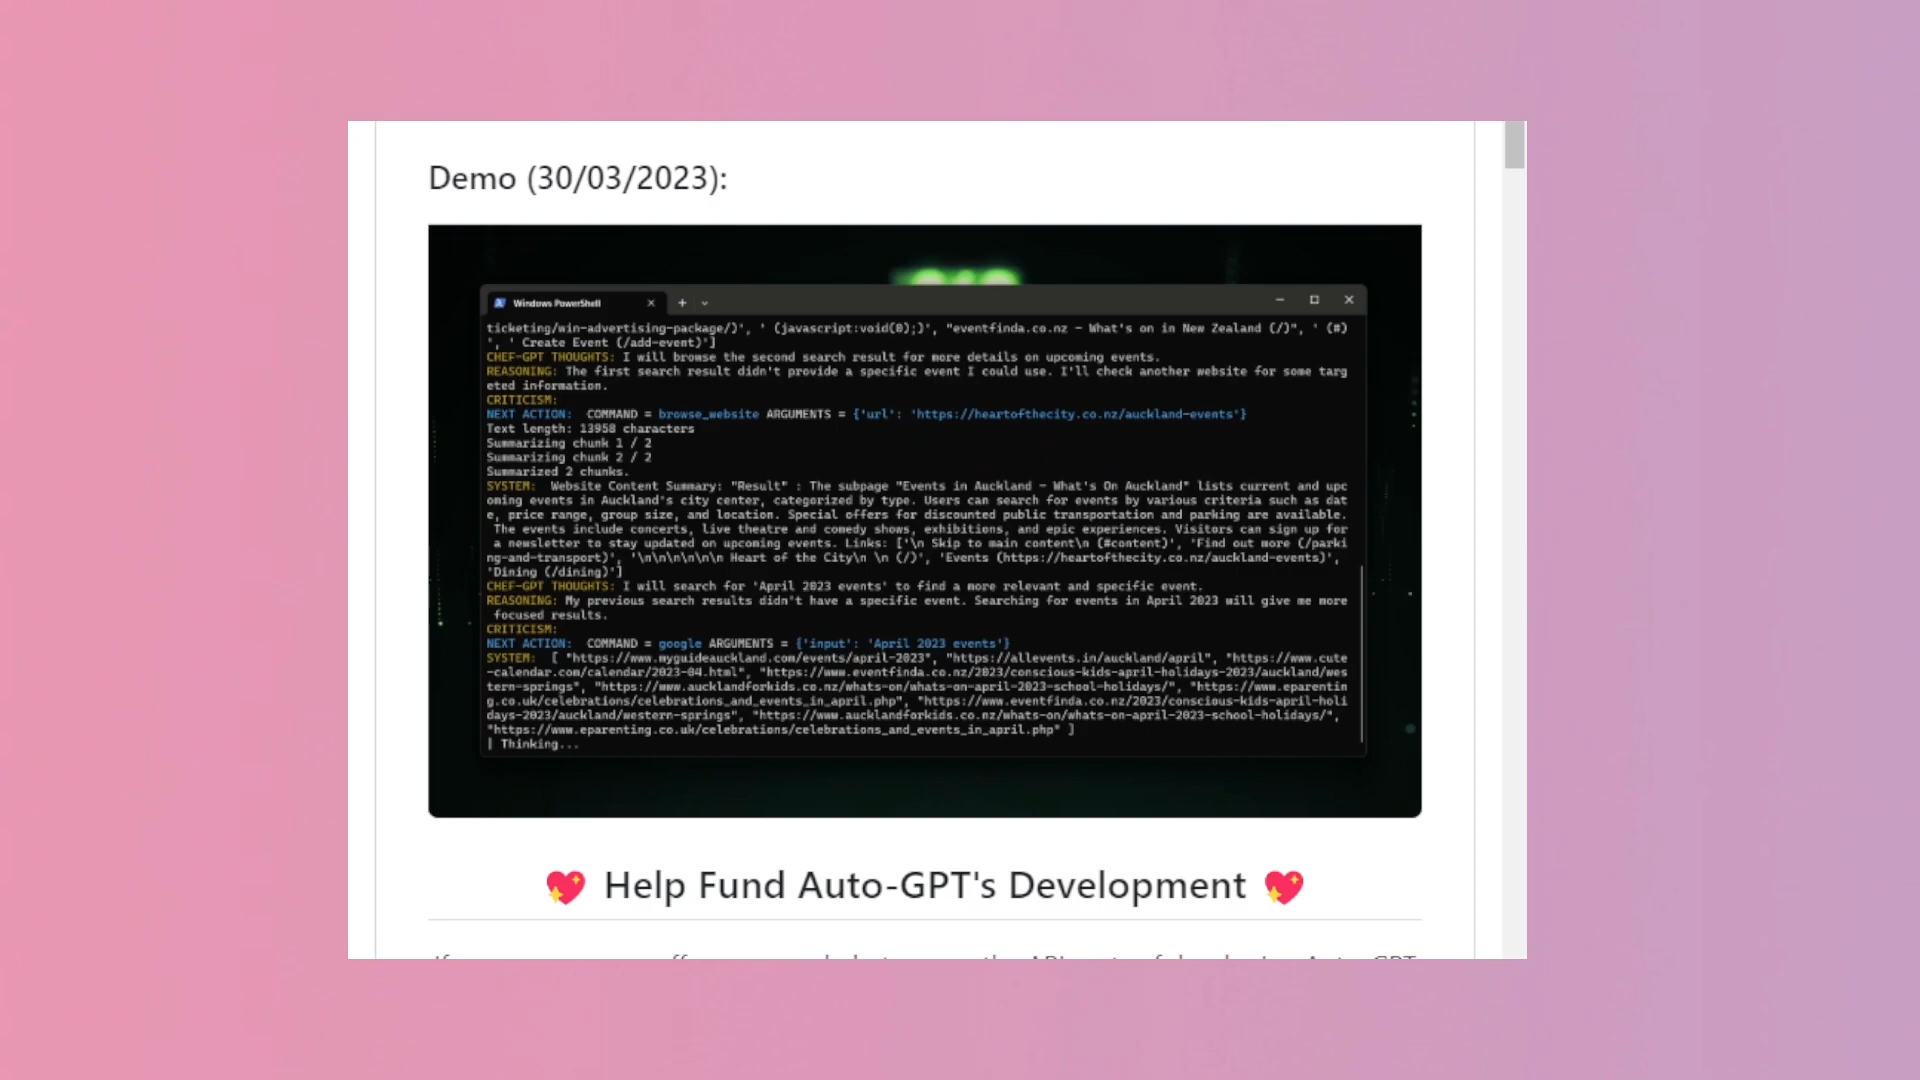 Demo (30/03/2023):
Windows PowerShell
ticketing/win-advertising-package/)', ' (javascript:void(0);)', "eventfinda.co.nz - What's on in New Zealand (/)", ' (#)
', ' Create Event (/add-event)']
CHEF-GPT THOUGHTS: I will browse the second search result for more details on upcoming events.
REASONING: The first search result didn't provide a specific event I could use. I'll check another website for some targ
eted information.
CRITICISM:
NEXT ACTION:  COMMAND = browse_website ARGUMENTS = {'url': 'https://heartofthecity.co.nz/auckland-events'}
Text length: 13958 characters
Summarizing chunk 1 / 2
Summarizing chunk 2 / 2
Summarized 2 chunks.
SYSTEM:  Website Content Summary: "Result" : The subpage "Events in Auckland - What's On Auckland" lists current and upc
oming events in Auckland's city center, categorized by type. Users can search for events by various criteria such as dat
e, price range, group size, and location. Special offers for discounted public transportation and parking are available.
The events include concerts, live theatre and comedy shows, exhibitions, and epic experiences. Visitors can sign up for
a newsletter to stay updated on upcoming events. Links: ['\n Skip to main content\n (#content)', 'Find out more (/parki
ng-and-transport)', '\n\n\n\n\n\n Heart of the City\n \n (/)', 'Events (https://heartofthecity.co.nz/auckland-events)',
'Dining (/dining)']
CHEF-GPT THOUGHTS: I will search for 'April 2023 events' to find a more relevant and specific event.
REASONING: My previous search results didn't have a specific event. Searching for events in April 2023 will give me more
focused results.
CRITICISM:
NEXT ACTION:  COMMAND = google ARGUMENTS = {'input': 'April 2023 events'}
SYSTEM:  [ "https://www.myguideauckland.com/events/april-2023", "https://allevents.in/auckland/april", "https://www.cute
-calendar.com/calendar/2023-04.html", "https://www.eventfinda.co.nz/2023/conscious-kids-april-holidays-2023/auckland/wes
tern-springs", "https://www.aucklandforkids.co.nz/whats-on/whats-on-april-2023-school-holidays/", "https://www.eparentin
g.co.uk/celebrations/celebrations_and_events_in_april.php", "https://www.eventfinda.co.nz/2023/conscious-kids-april-holi
days-2023/auckland/western-springs", "https://www.aucklandforkids.co.nz/whats-on/whats-on-april-2023-school-holidays/",
"https://www.eparenting.co.uk/celebrations/celebrations_and_events_in_april.php" ]
| Thinking...
💖 Help Fund Auto-GPT's Development 💖